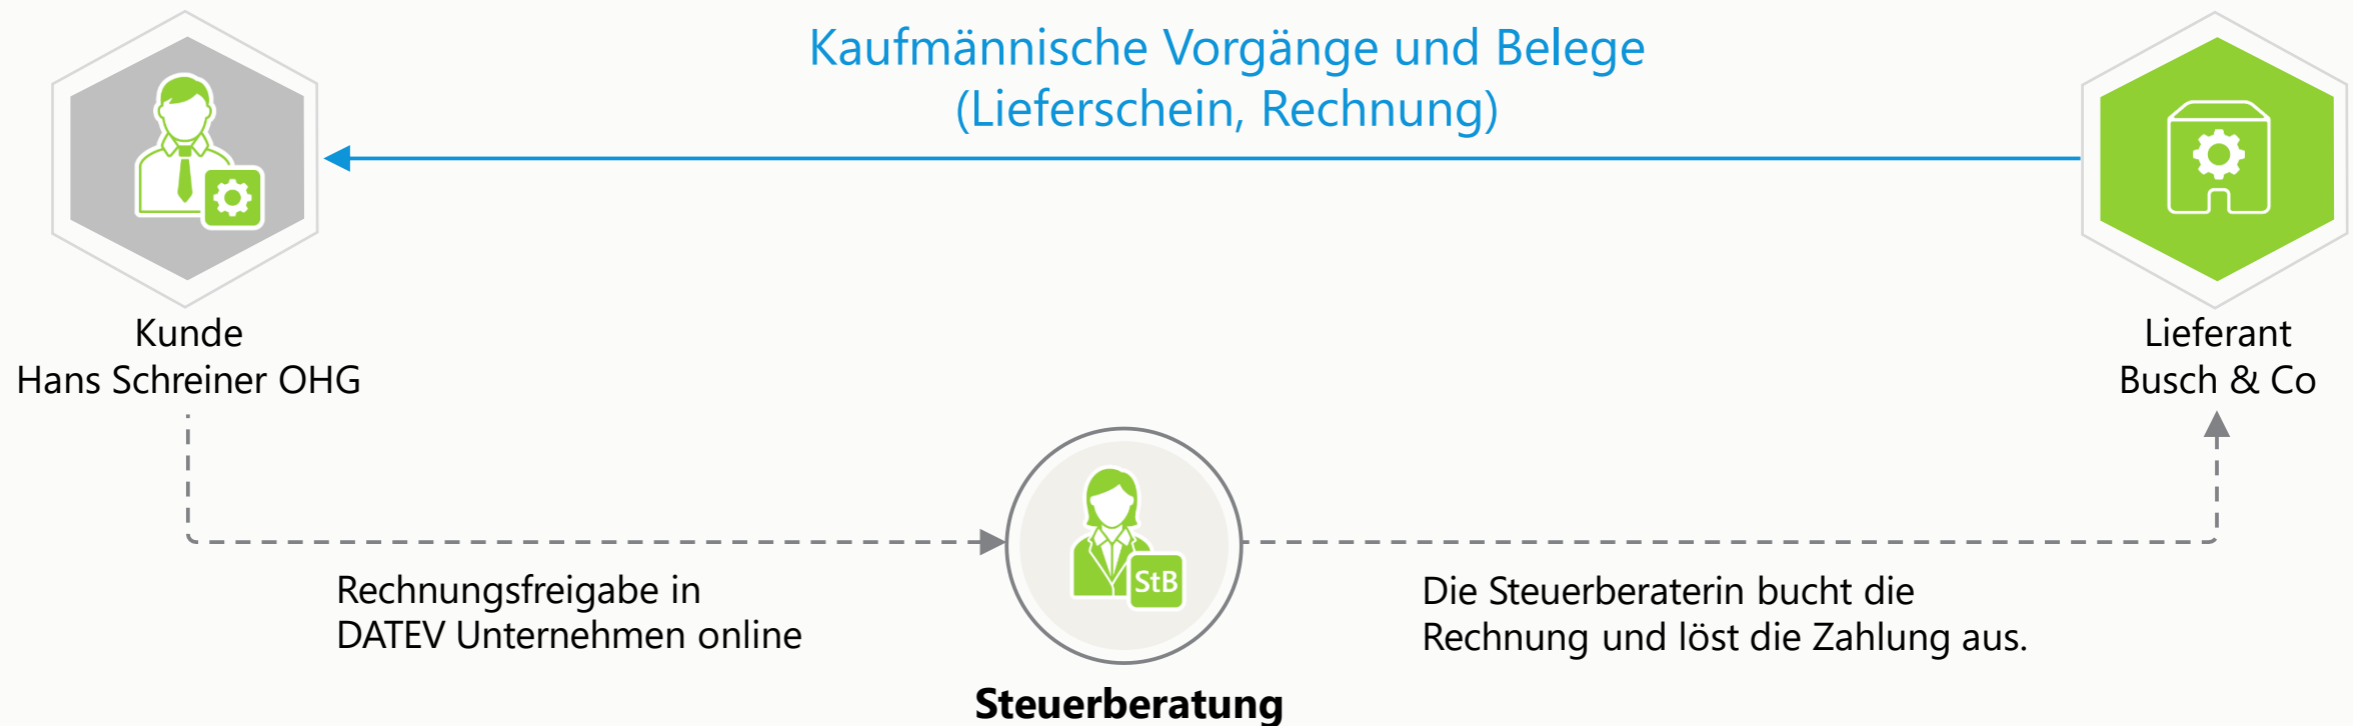 Kaufmännische Vorgänge und Belege
(Lieferschein, Rechnung)
Kunde
Hans Schreiner OHG
Lieferant
Busch & Co
StB
Rechnungsfreigabe in
DATEV Unternehmen online
Die Steuerberaterin bucht die
Rechnung und löst die Zahlung aus.
Steuerberatung